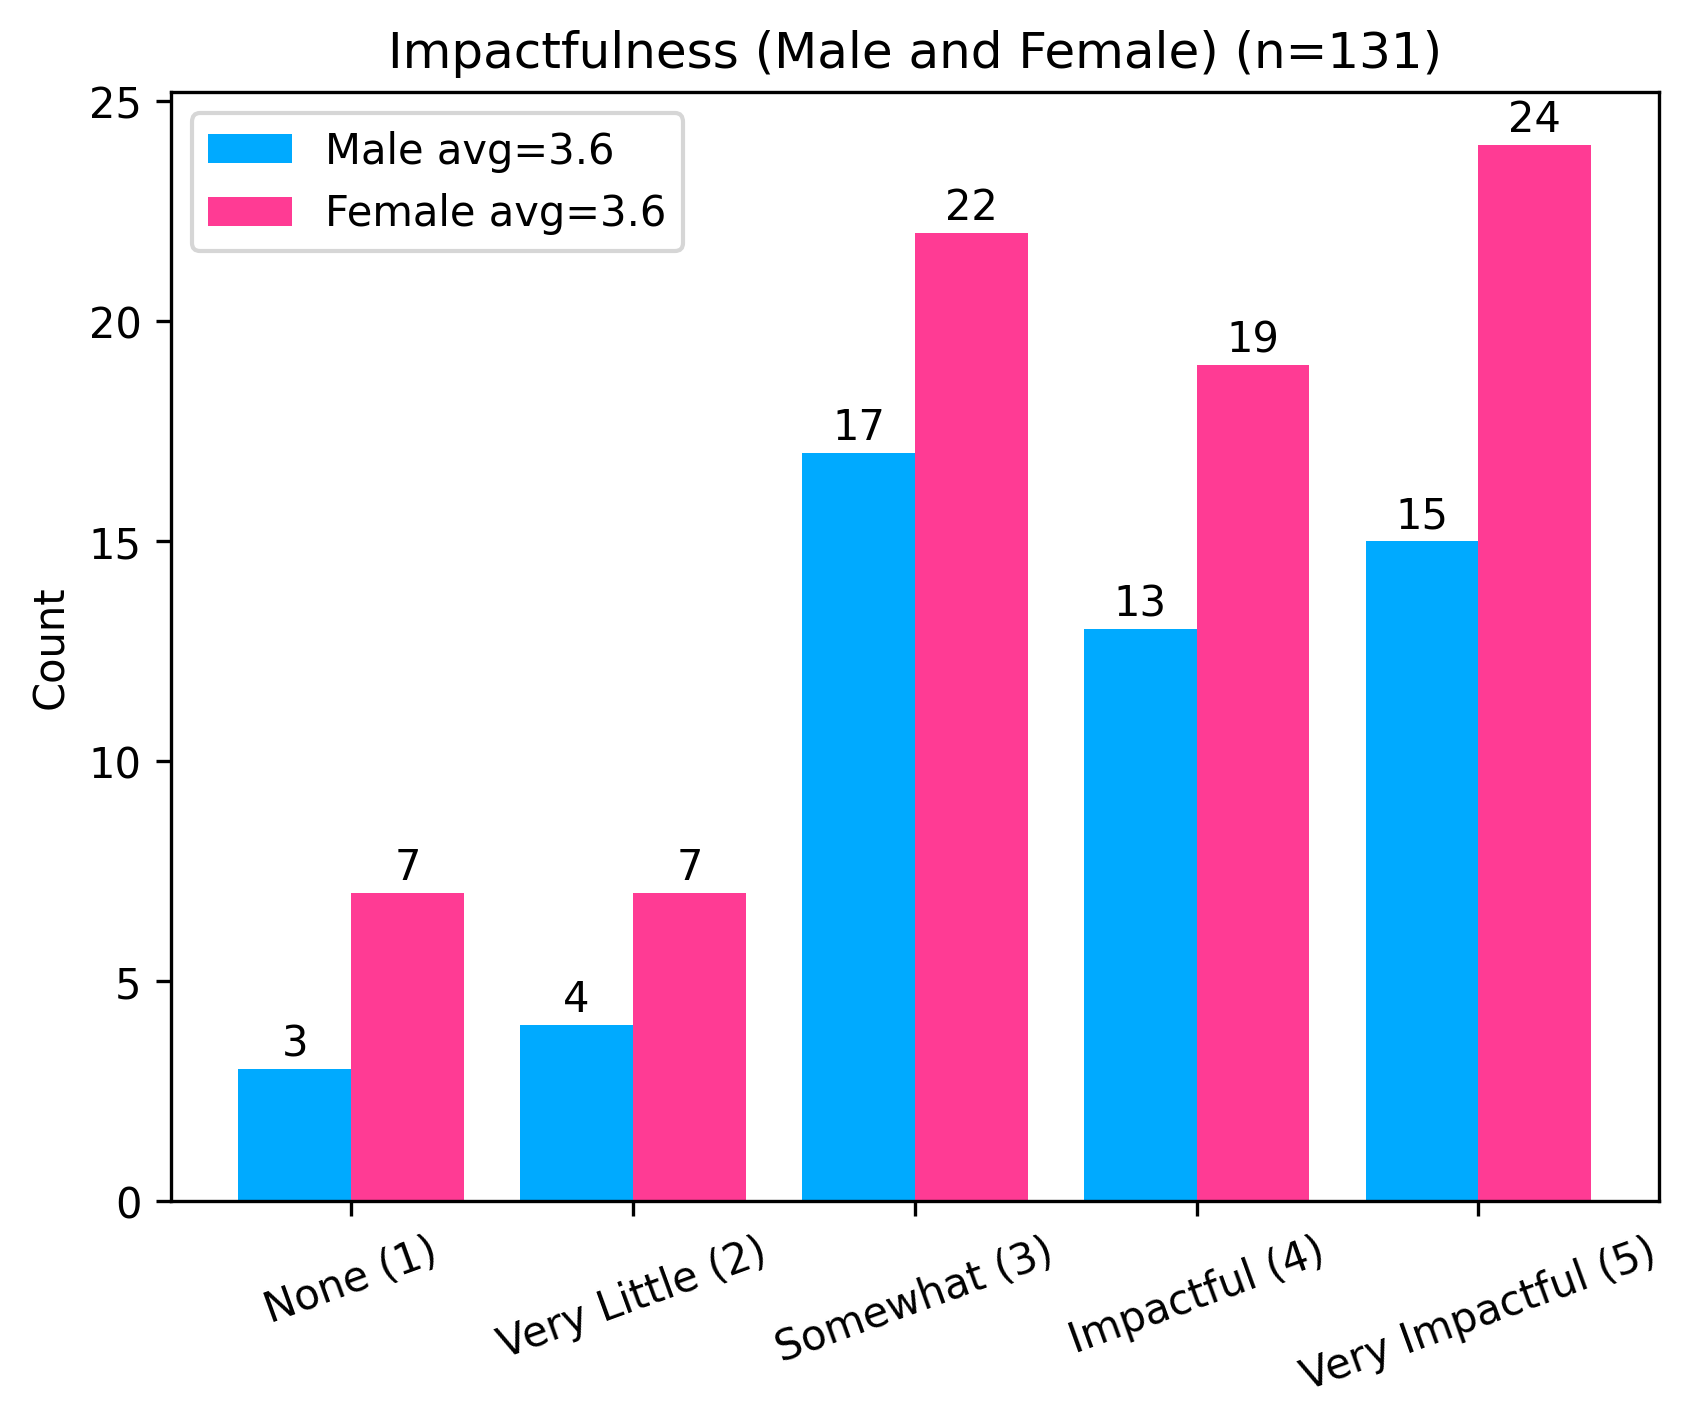 Impactfulness (Male and Female) (n=131)
Male avg=3.6
Female avg=3.6
Count
25
20
15
10
5
0
3
7
4
7
17
22
13
19
15
24
None (1)
Very Little (2)
Somewhat (3)
Impactful (4)
Very Impactful (5)